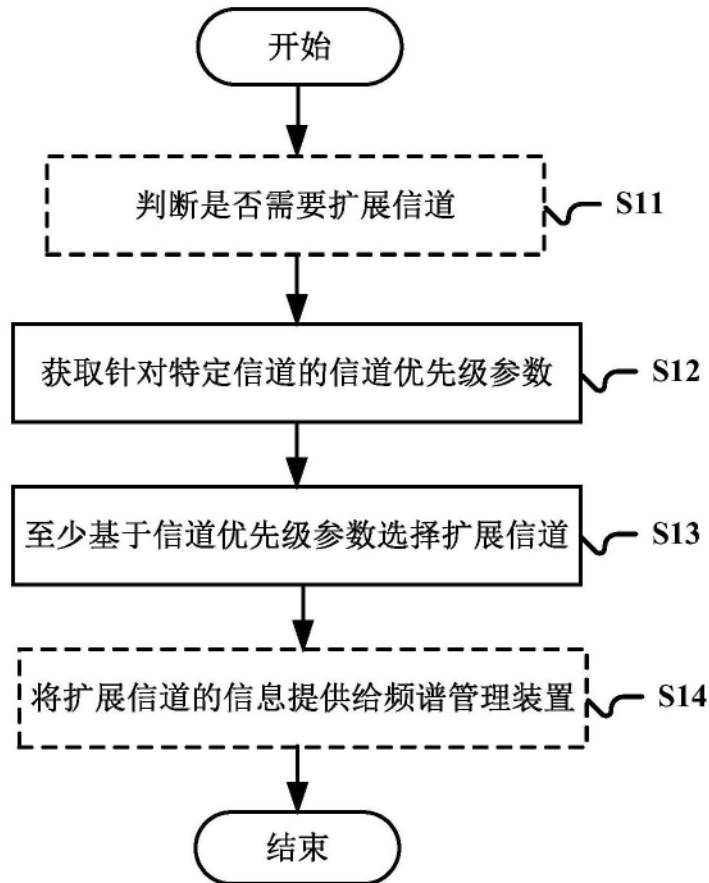 开始
判断是否需要扩展信道
S11
获取针对特定信道的信道优先级参数
S12
至少基于信道优先级参数选择扩展信道
S13
将扩展信道的信息提供给频谱管理装置
S14
结束